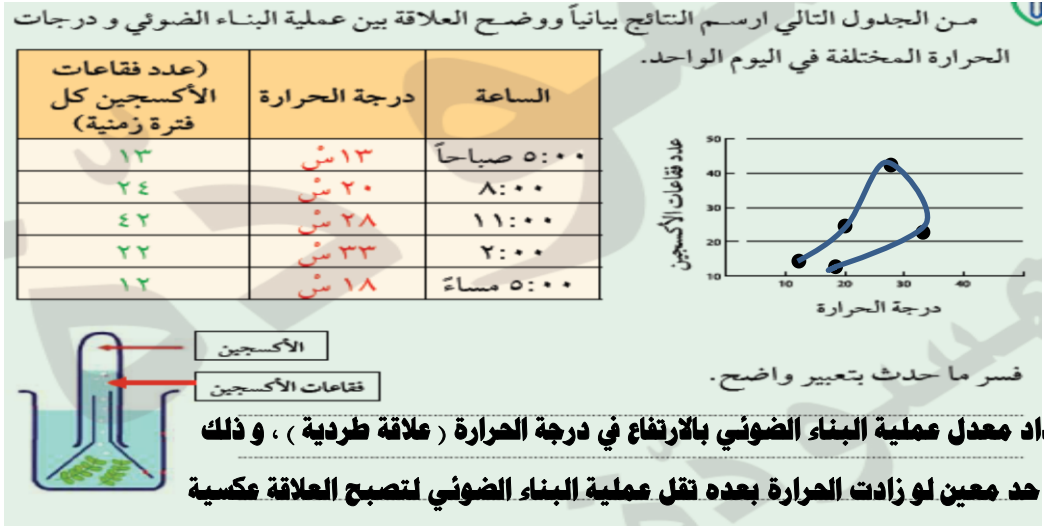 من الجدول التالي ارسم النتائج بيانياً ووضح العلاقة بين عملية البناء الضوئي و درجات
الحرارة المختلفة في اليوم الواحد.
الساعة درجة الحرارة (عدد فقاعات الأكسجين كل فترة زمنية)
٥:٠٠ صباحاً ١٣ سْ ١٣
٨:٠٠ ٢٠ سْ ٢٤
١١:٠٠ ٢٨ سْ ٤٢
٢:٠٠ ٣٣ سْ ٢٢
٥:٠٠ مساءً ١٨ سْ ١٢
عدد فقاعات الأكسجين
50
40
30
20
10
10 20 30 40
درجة الحرارة
الأكسجين
فقاعات الأكسجين
فسر ما حدث بتعبير واضح.
معدل عملية البناء الضوئي بالارتفاع في درجة الحرارة ( علاقة طردية ) ، و ذلك
حد معين لو زادت الحرارة بعده تقل عملية البناء الضوئي لتصبح العلاقة عكسية